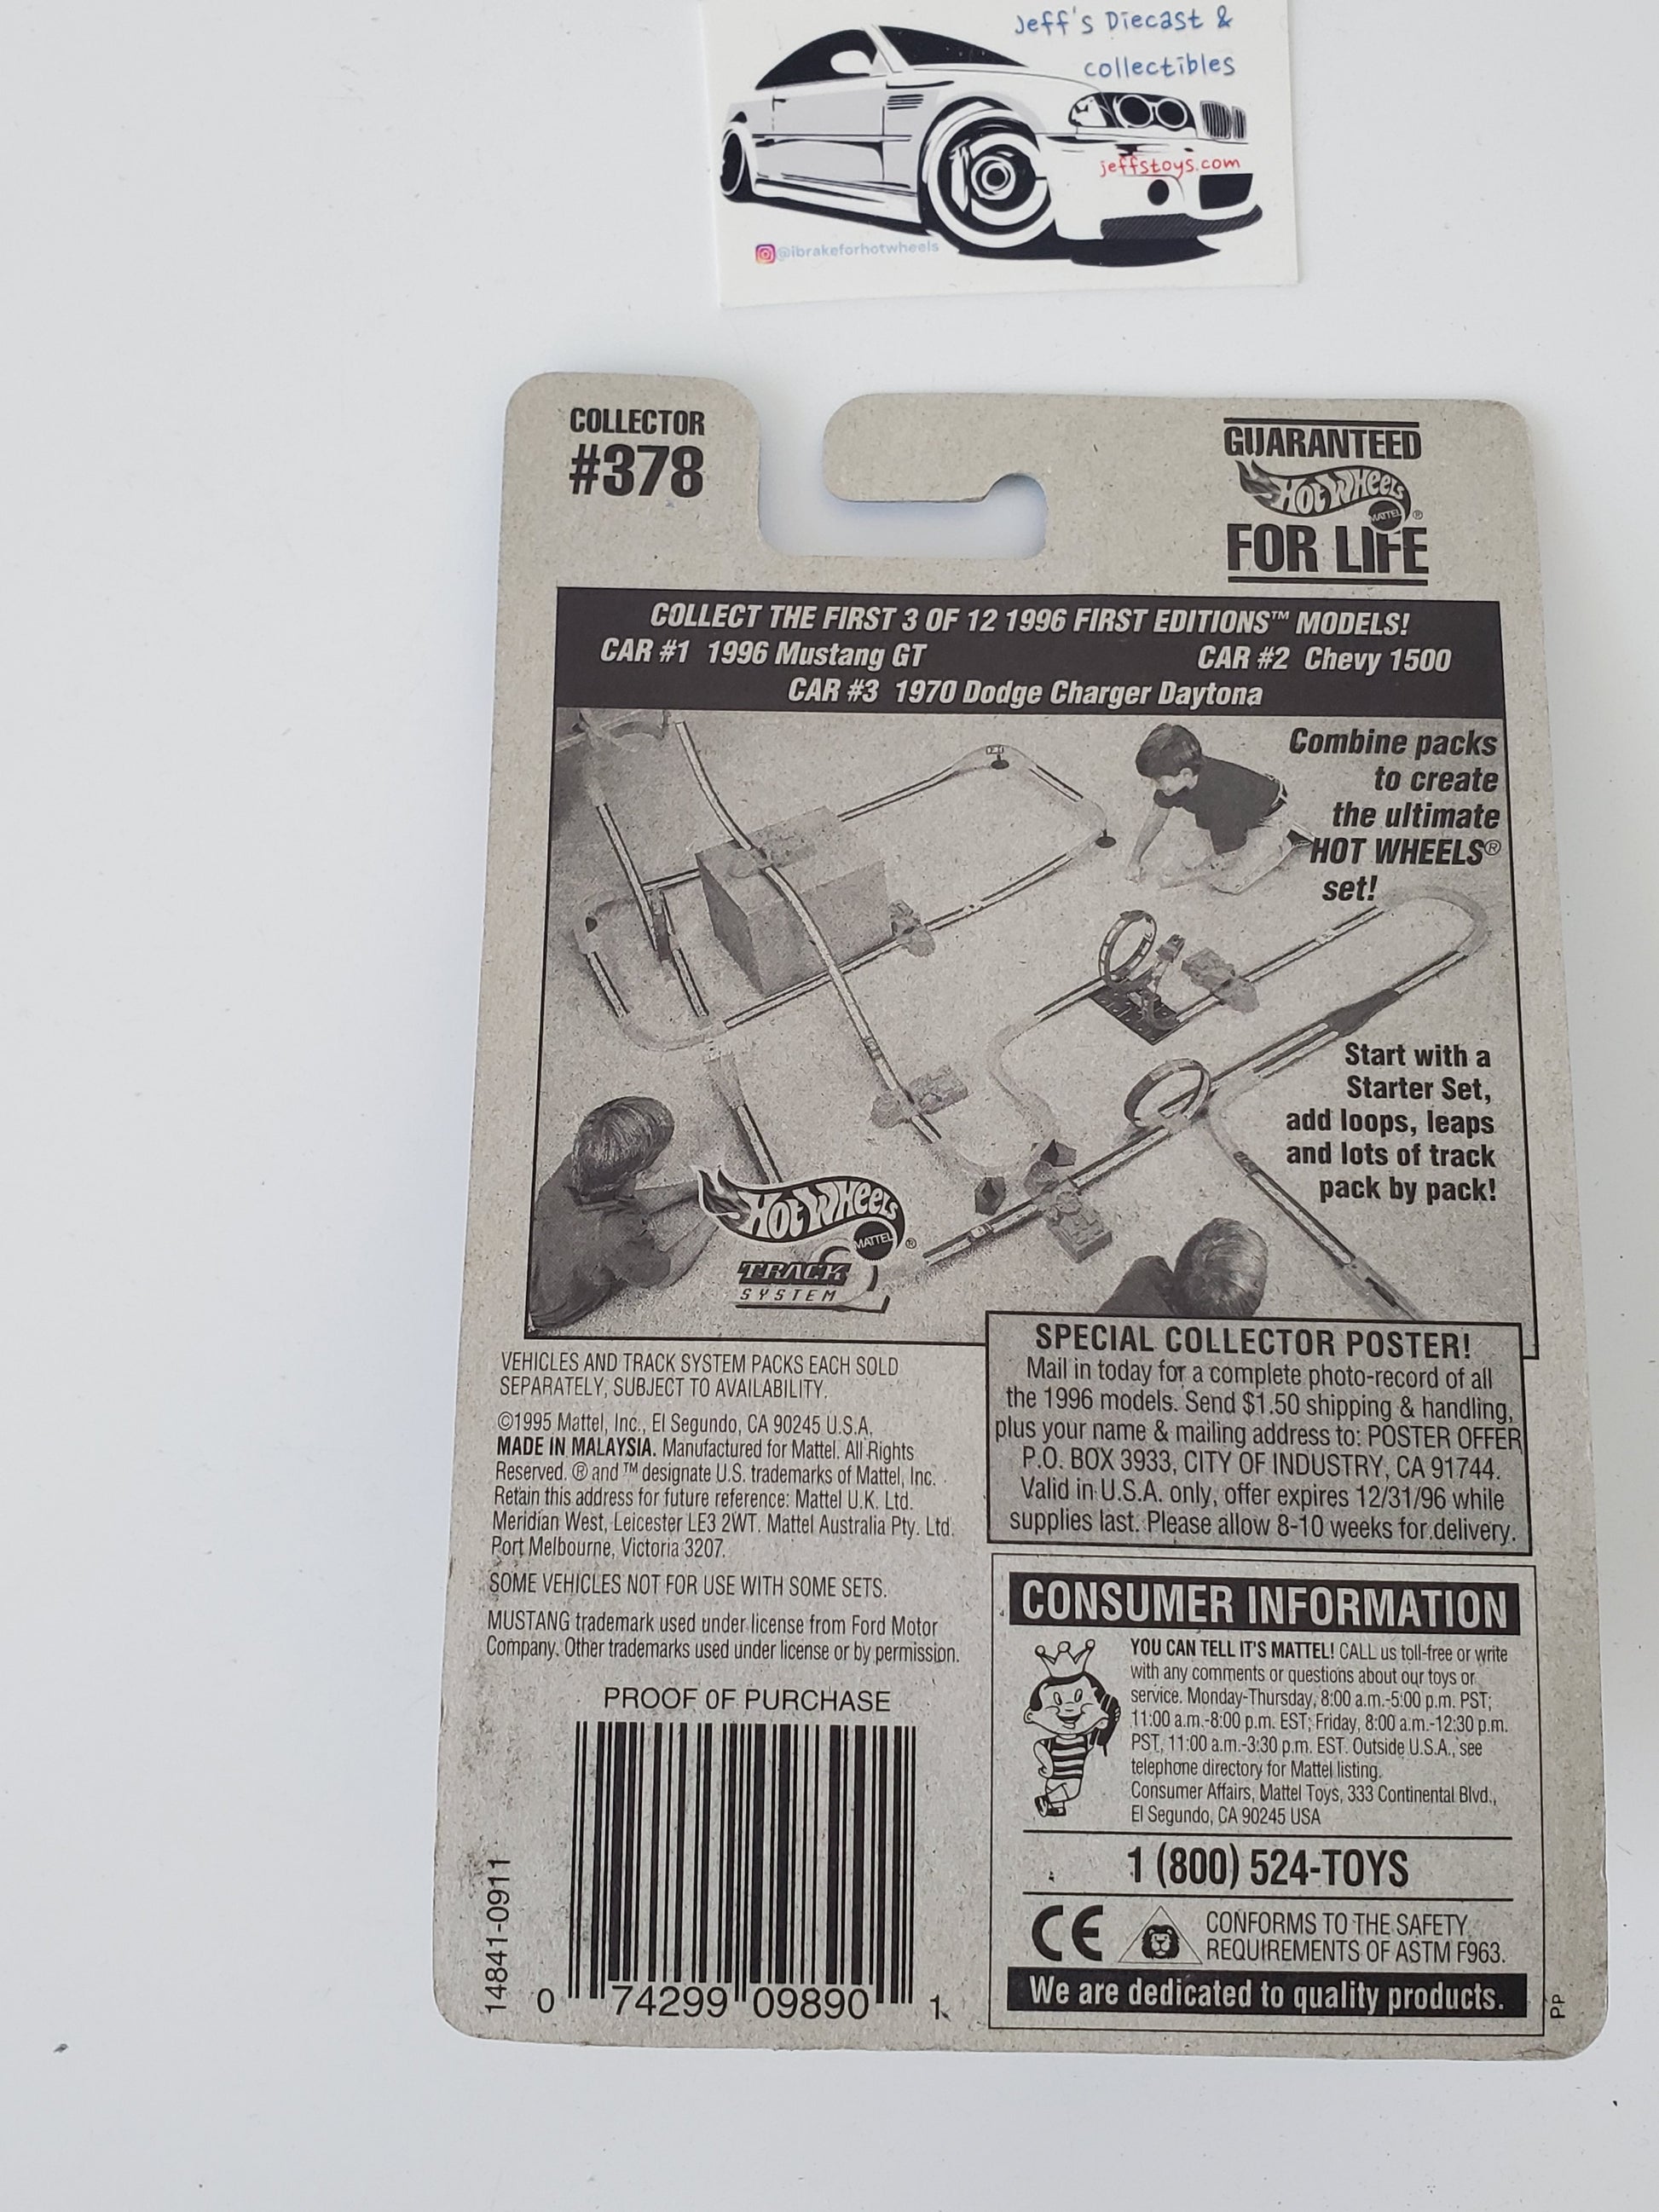 Jeff's Diecast &
collectibles
jeffstoys.com
@ibrakeforhotwheels
COLLECTOR
#378
GUARANTEED
Hot Wheels
MATTEL ®
FOR LIFE
COLLECT THE FIRST 3 OF 12 1996 FIRST EDITIONS™ MODELS!
CAR #1 1996 Mustang GT CAR #2 Chevy 1500
CAR #3 1970 Dodge Charger Daytona
Combine packs
to create
the ultimate
HOT WHEELS®
set!
Start with a
Starter Set,
add loops, leaps
and lots of track
pack by pack!
Hot Wheels
MATTEL ®
TRACK
SYSTEM
VEHICLES AND TRACK SYSTEM PACKS EACH SOLD
SEPARATELY, SUBJECT TO AVAILABILITY.
©1995 Mattel, Inc., El Segundo, CA 90245 U.S.A.
MADE IN MALAYSIA. Manufactured for Mattel. All Rights
Reserved. ® and ™ designate U.S. trademarks of Mattel, Inc.
Retain this address for future reference: Mattel U.K. Ltd.
Meridian West, Leicester LE3 2WT. Mattel Australia Pty. Ltd.
Port Melbourne, Victoria 3207.
SOME VEHICLES NOT FOR USE WITH SOME SETS.
MUSTANG trademark used under license from Ford Motor
Company. Other trademarks used under license or by permission.
PROOF OF PURCHASE
14841-0911
0 74299 09890 1
SPECIAL COLLECTOR POSTER!
Mail in today for a complete photo-record of all
the 1996 models. Send $1.50 shipping & handling,
plus your name & mailing address to: POSTER OFFER
P.O. BOX 3933, CITY OF INDUSTRY, CA 91744.
Valid in U.S.A. only, offer expires 12/31/96 while
supplies last. Please allow 8-10 weeks for delivery.
CONSUMER INFORMATION
YOU CAN TELL IT'S MATTEL! CALL us toll-free or write
with any comments or questions about our toys or
service. Monday-Thursday, 8:00 a.m.-5:00 p.m. PST;
11:00 a.m.-8:00 p.m. EST; Friday, 8:00 a.m.-12:30 p.m.
PST, 11:00 a.m.-3:30 p.m. EST. Outside U.S.A., see
telephone directory for Mattel listing.
Consumer Affairs, Mattel Toys, 333 Continental Blvd.,
El Segundo, CA 90245 USA
1 (800) 524-TOYS
CE
CONFORMS TO THE SAFETY
REQUIREMENTS OF ASTM F963.
We are dedicated to quality products.
PP